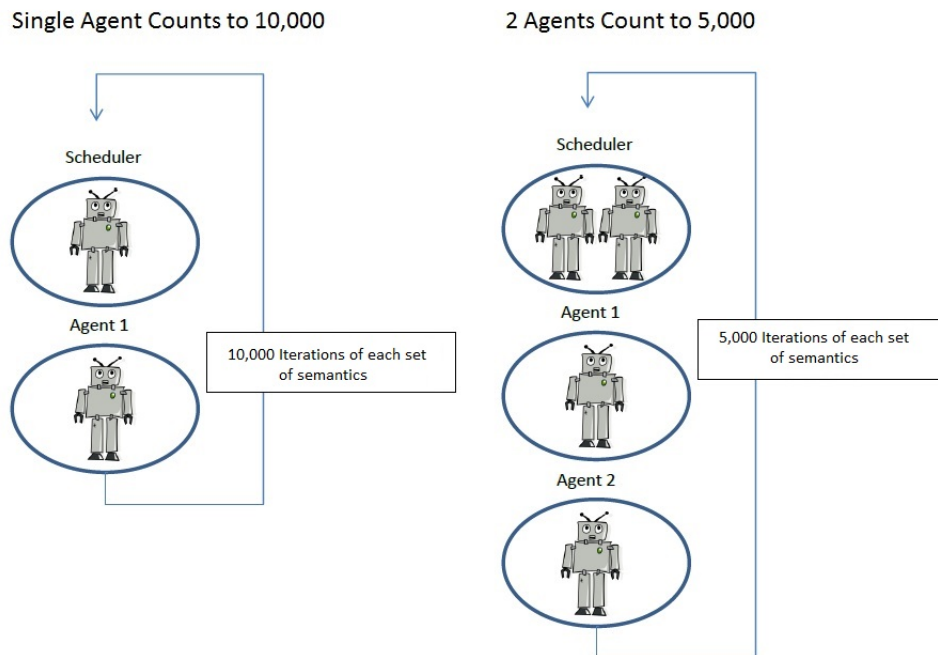 Single Agent Counts to 10,000
Scheduler
Agent 1
10,000 Iterations of each set
of semantics
2 Agents Count to 5,000
Scheduler
Agent 1
5,000 Iterations of each set
of semantics
Agent 2